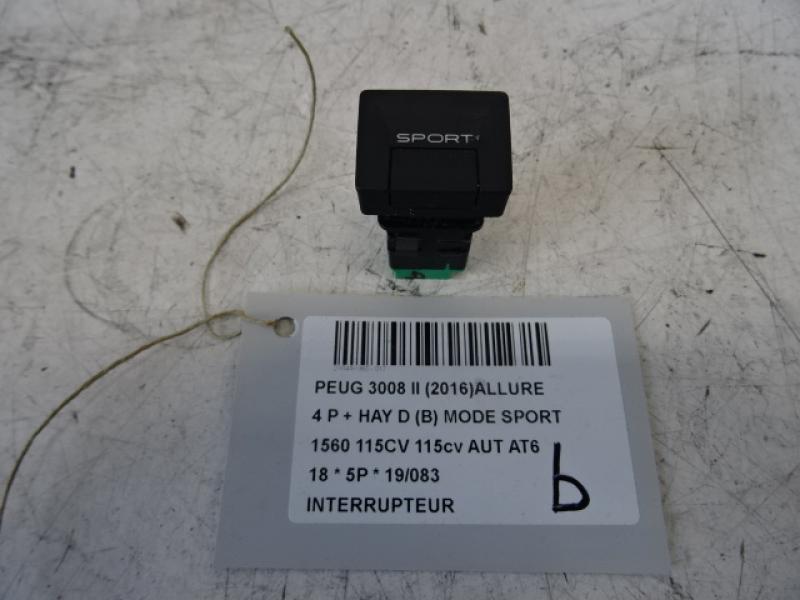 SPORT
PEUG 3008 II (2016)ALLURE
4 P + HAY D (B) MODE SPORT
1560 115CV 115cv AUT AT6
18 * 5P * 19/083
INTERRUPTEUR
b